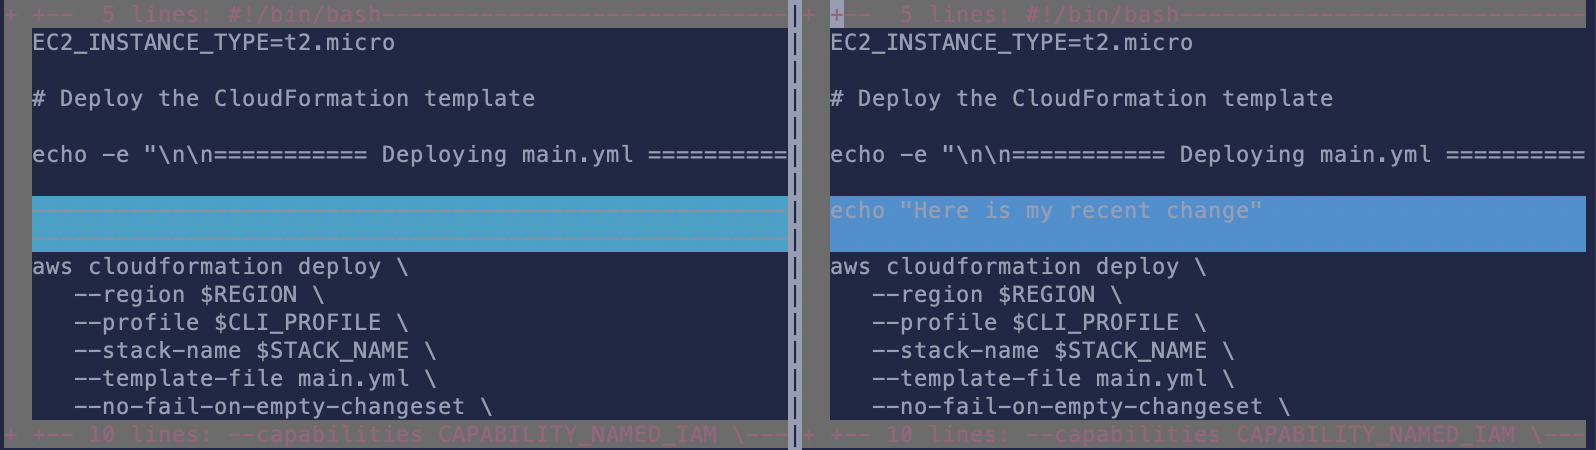 + +-- 5 lines: #!/bin/bash--------------------
EC2_INSTANCE_TYPE=t2.micro
# Deploy the CloudFormation template
echo -e "\n\n=========== Deploying main.yml ==========
aws cloudformation deploy \
--region $REGION \
--profile $CLI_PROFILE \
--stack-name $STACK_NAME \
--template-file main.yml \
--no-fail-on-empty-changeset \
+ +-- 10 lines: --capabilities CAPABILITY_NAMED_IAM \---
+ +-- 5 lines: #!/bin/bash--------------------
EC2_INSTANCE_TYPE=t2.micro
# Deploy the CloudFormation template
echo -e "\n\n=========== Deploying main.yml ==========
echo "Here is my recent change"
aws cloudformation deploy \
--region $REGION \
--profile $CLI_PROFILE \
--stack-name $STACK_NAME \
--template-file main.yml \
--no-fail-on-empty-changeset \
+ +-- 10 lines: --capabilities CAPABILITY_NAMED_IAM \---